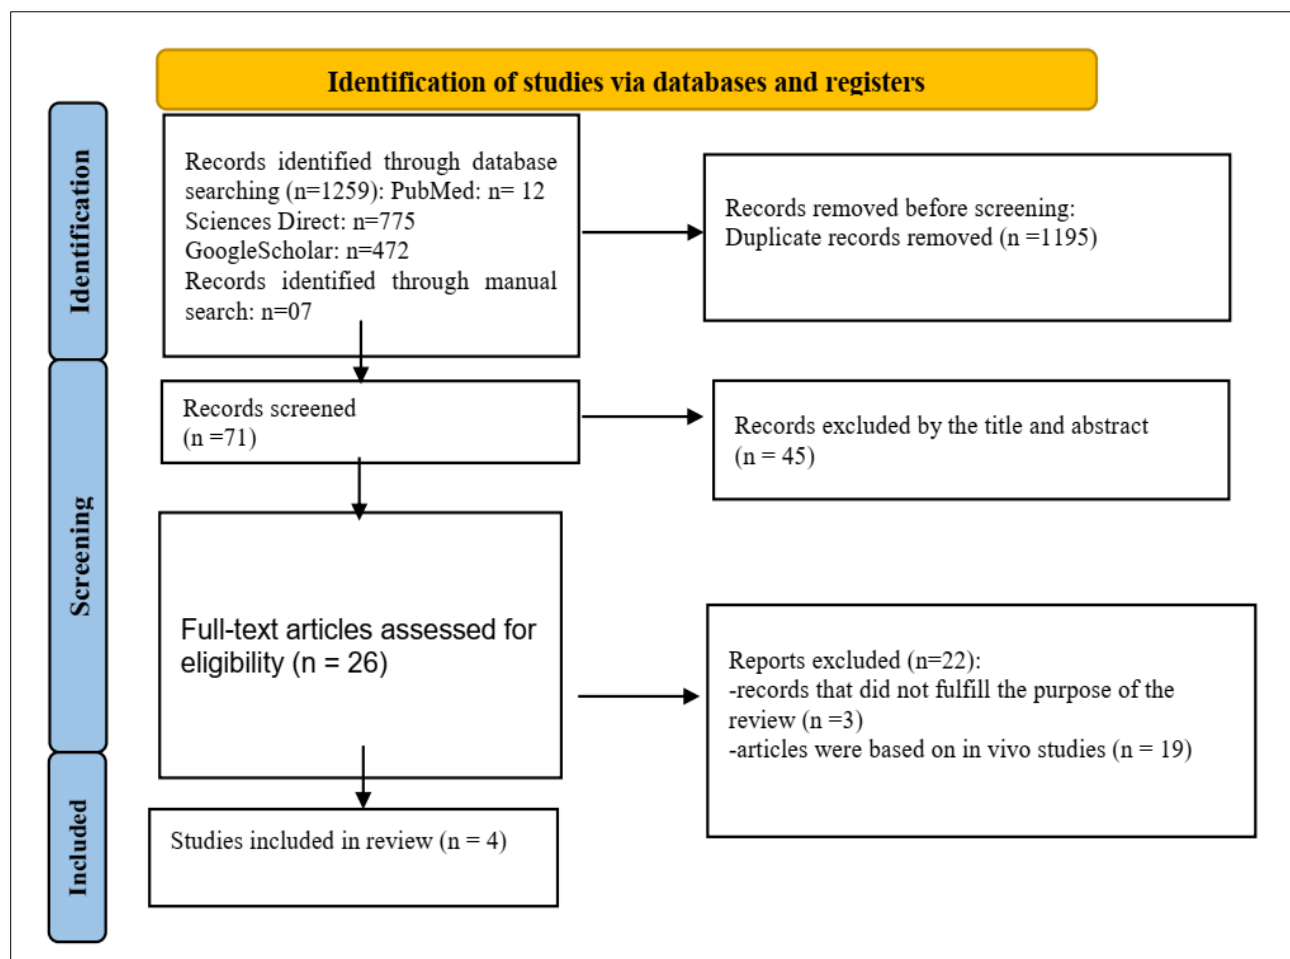 Identification of studies via databases and registers
Identification
Records identified through database
searching (n=1259): PubMed: n= 12
Sciences Direct: n=775
GoogleScholar: n=472
Records identified through manual
search: n=07
Records removed before screening:
Duplicate records removed (n =1195)
Screening
Records screened
(n =71)
Records excluded by the title and abstract
(n = 45)
Full-text articles assessed for
eligibility (n = 26)
Reports excluded (n=22):
-records that did not fulfill the purpose of the
review (n =3)
-articles were based on in vivo studies (n = 19)
Included
Studies included in review (n = 4)